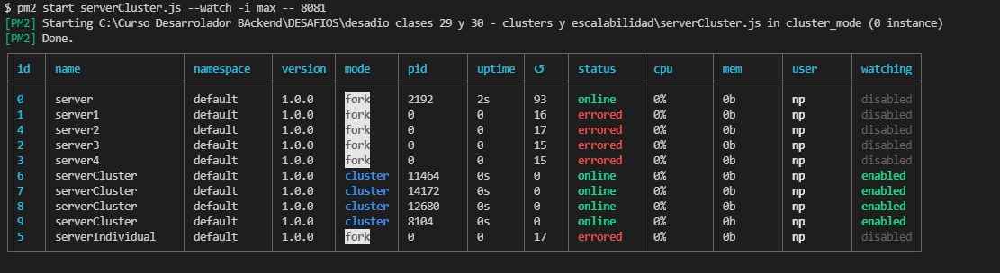 $ pm2 start serverCluster.js --watch -i max -- 8081
[PM2] Starting C:\Curso Desarrolador BAckend\DESAFIOS\desadio clases 29 y 30 - clusters y escalabilidad\serverCluster.js in cluster_mode (0 instance)
[PM2] Done.
id name namespace version mode pid uptime ↺ status cpu mem user watching
0 server default 1.0.0 fork 2192 2s 93 online 0% 0b np disabled
1 server1 default 1.0.0 fork 0 0 16 errored 0% 0b np disabled
4 server2 default 1.0.0 fork 0 0 17 errored 0% 0b np disabled
2 server3 default 1.0.0 fork 0 0 15 errored 0% 0b np disabled
3 server4 default 1.0.0 fork 0 0 15 errored 0% 0b np disabled
6 serverCluster default 1.0.0 cluster 11464 0s 0 online 0% 0b np enabled
7 serverCluster default 1.0.0 cluster 14172 0s 0 online 0% 0b np enabled
8 serverCluster default 1.0.0 cluster 12680 0s 0 online 0% 0b np enabled
9 serverCluster default 1.0.0 cluster 8104 0s 0 online 0% 0b np enabled
5 serverIndividual default 1.0.0 fork 0 0 17 errored 0% 0b np disabled